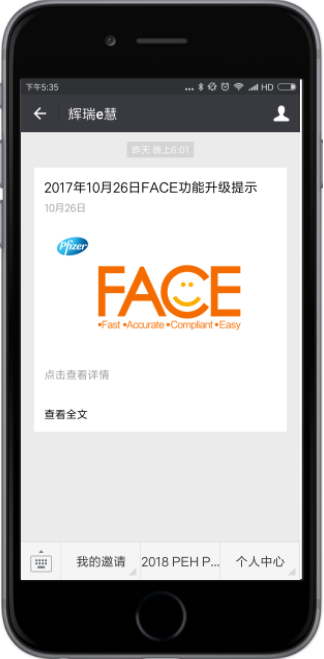 下午5:35
... HD
辉瑞e慧
昨天 晚上6:01
2017年10月26日FACE功能升级提示
10月26日
Pfizer
FACE
•Fast •Accurate •Compliant •Easy
点击查看详情
查看全文
我的邀请
2018 PEH P...
个人中心